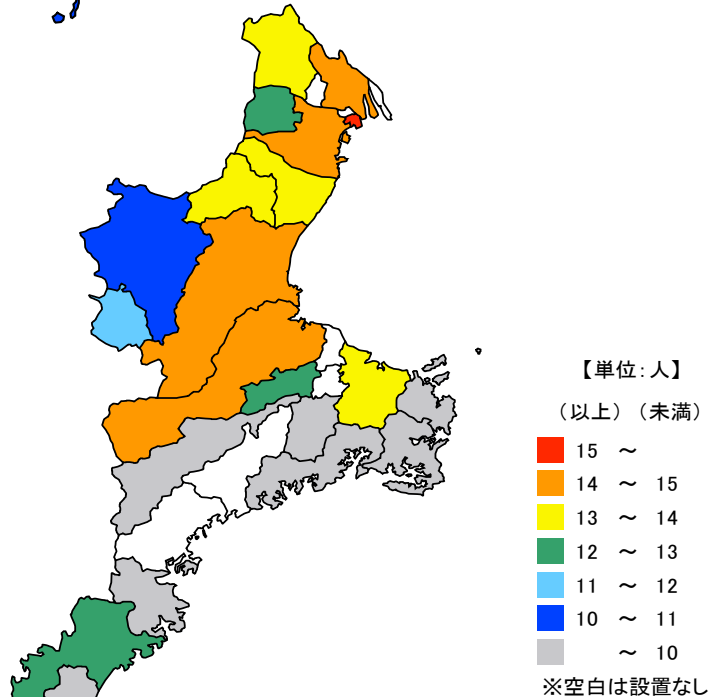 【単位：人】
（以上）（未満）
15 ～
14 ～ 15
13 ～ 14
12 ～ 13
11 ～ 12
10 ～ 11
～ 10
※空白は設置なし